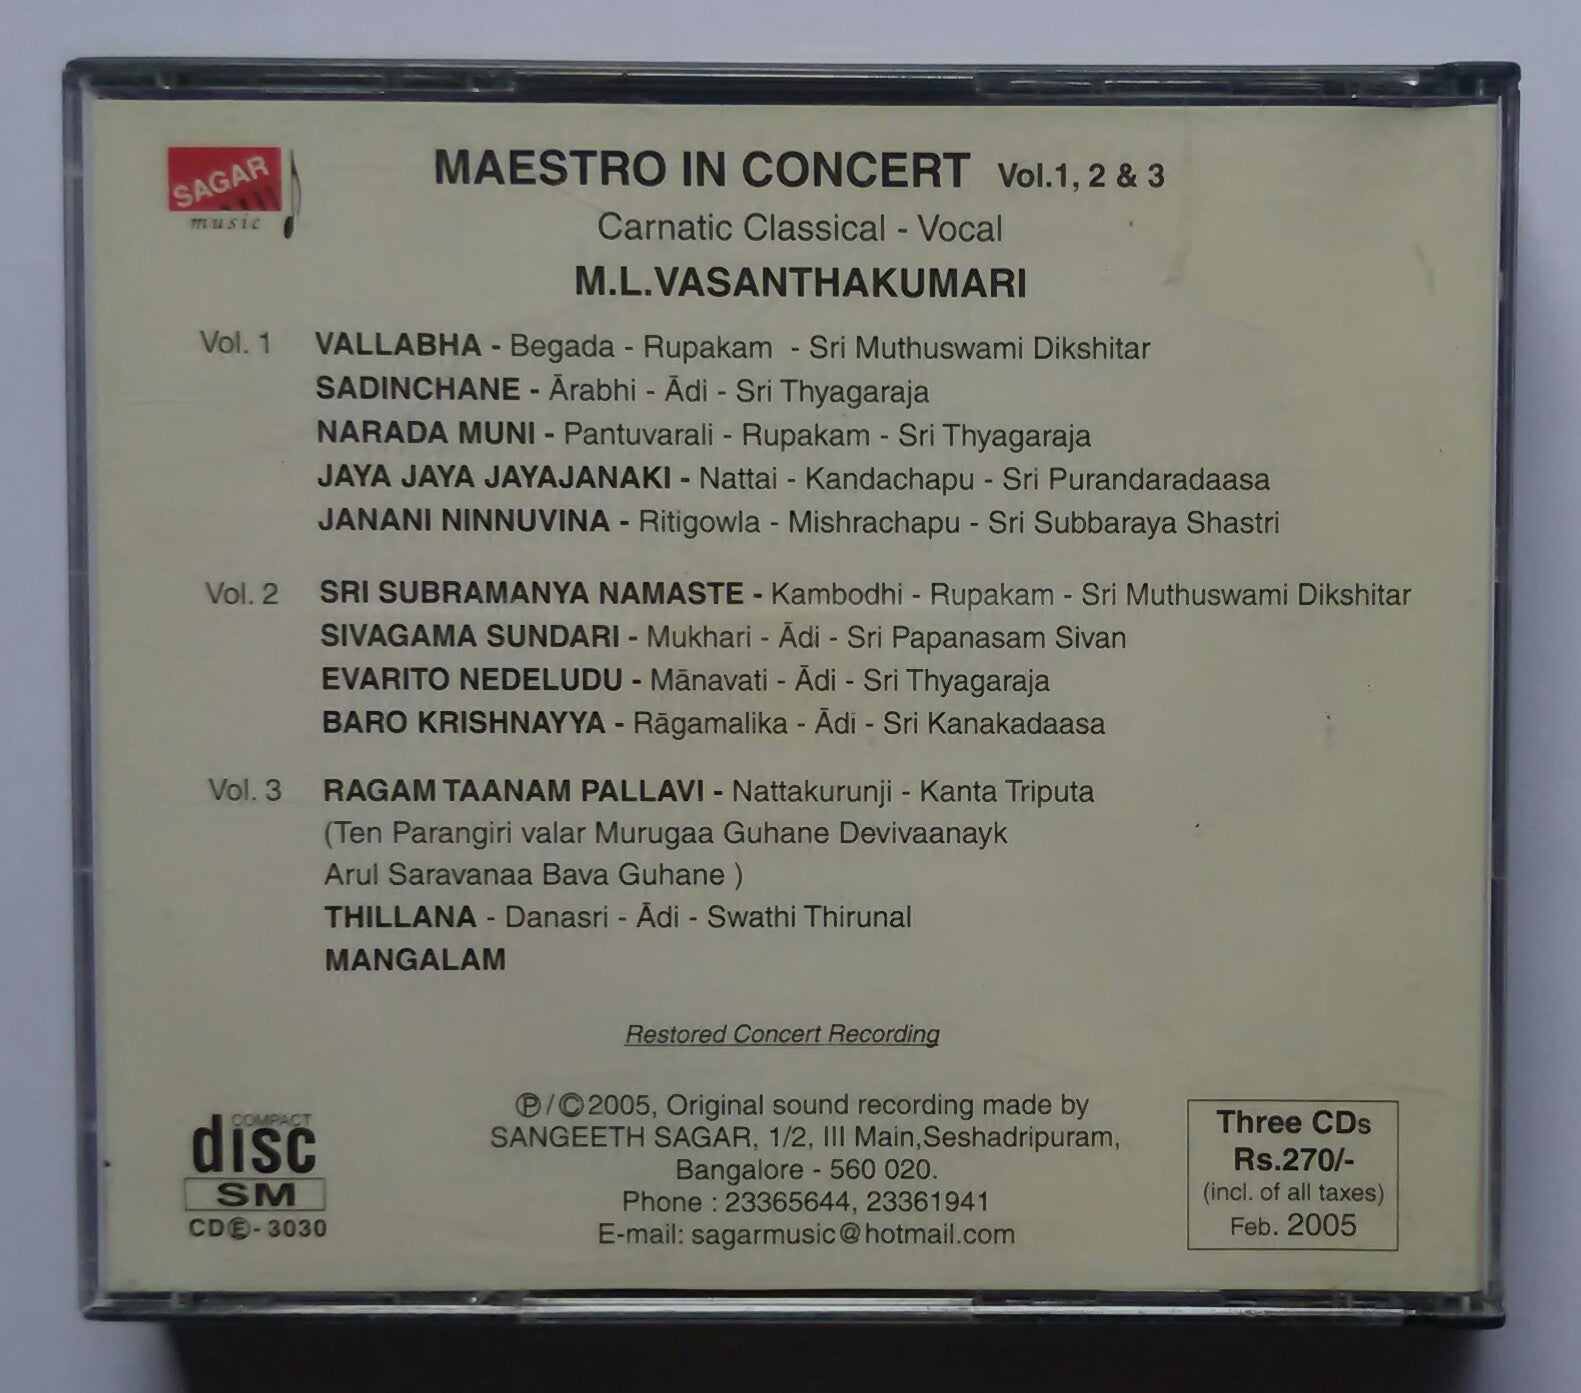 SAGAR
music
MAESTRO IN CONCERT Vol.1, 2 & 3
Carnatic Classical - Vocal
M.L.VASANTHAKUMARI
Vol. 1 VALLABHA - Begada - Rupakam - Sri Muthuswami Dikshitar
SADINCHANE - Ārabhi - Ādi - Sri Thyagaraja
NARADA MUNI - Pantuvarali - Rupakam - Sri Thyagaraja
JAYA JAYA JAYAJANAKI - Nattai - Kandachapu - Sri Purandaradaasa
JANANI NINNUVINA - Ritigowla - Mishrachapu - Sri Subbaraya Shastri
Vol. 2 SRI SUBRAMANYA NAMASTE - Kambodhi - Rupakam - Sri Muthuswami Dikshitar
SIVAGAMA SUNDARI - Mukhari - Ādi - Sri Papanasam Sivan
EVARITO NEDELUDU - Mānavati - Ādi - Sri Thyagaraja
BARO KRISHNAYYA - Rāgamalika - Ādi - Sri Kanakadaasa
Vol. 3 RAGAM TAANAM PALLAVI - Nattakurunji - Kanta Triputa
(Ten Parangiri valar Murugaa Guhane Devivaanayk
Arul Saravanaa Bava Guhane )
THILLANA - Danasri - Ādi - Swathi Thirunal
MANGALAM
Restored Concert Recording
℗/©2005, Original sound recording made by
SANGEETH SAGAR, 1/2, III Main,Seshadripuram,
Bangalore - 560 020.
Phone : 23365644, 23361941
E-mail: sagarmusic@hotmail.com
COMPACT
disc
SM
CDⒺ-3030
Three CDs
Rs.270/-
(incl. of all taxes)
Feb. 2005